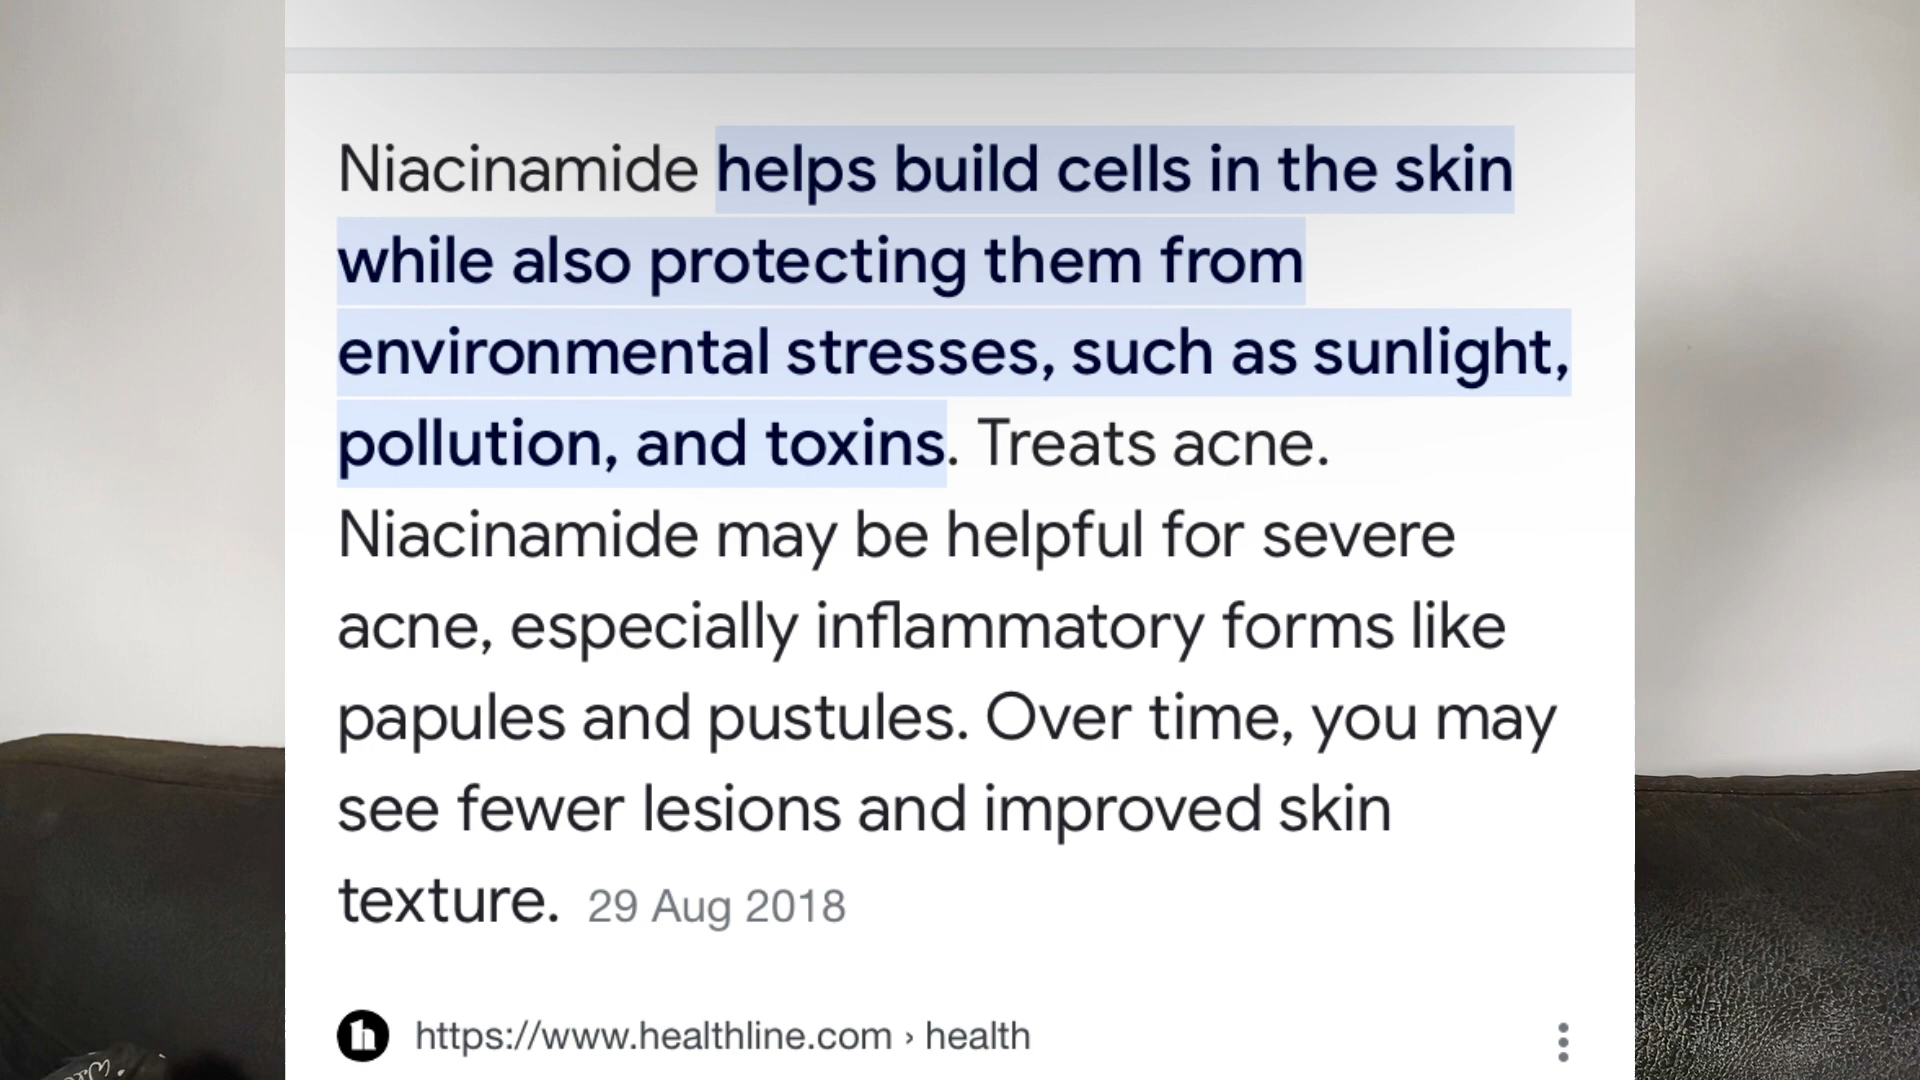 Niacinamide helps build cells in the skin
while also protecting them from
environmental stresses, such as sunlight,
pollution, and toxins. Treats acne.
Niacinamide may be helpful for severe
acne, especially inflammatory forms like
papules and pustules. Over time, you may
see fewer lesions and improved skin
texture. 29 Aug 2018
https://www.healthline.com › health